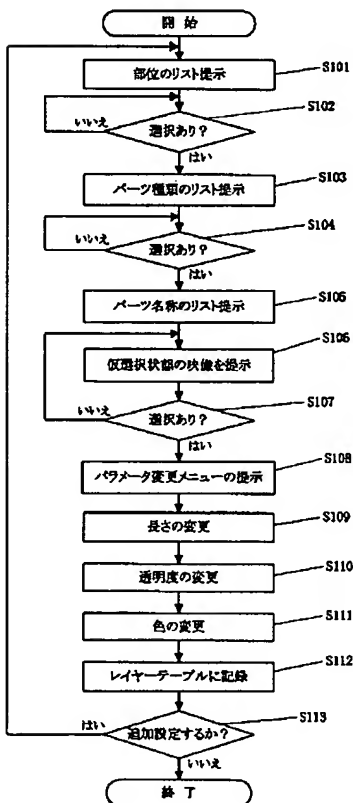 開 始
部位のリスト提示
S101
S102
いいえ
選択あり?
はい
パーツ種類のリスト提示
S103
S104
いいえ
選択あり?
はい
パーツ名称のリスト提示
S105
S106
仮選択状態の映像を提示
S107
いいえ
選択あり?
はい
パラメータ変更メニューの提示
S108
長さの変更
S109
透明度の変更
S110
色の変更
S111
レイヤーテーブルに記録
S112
はい
追加設定するか?
S113
いいえ
終 了